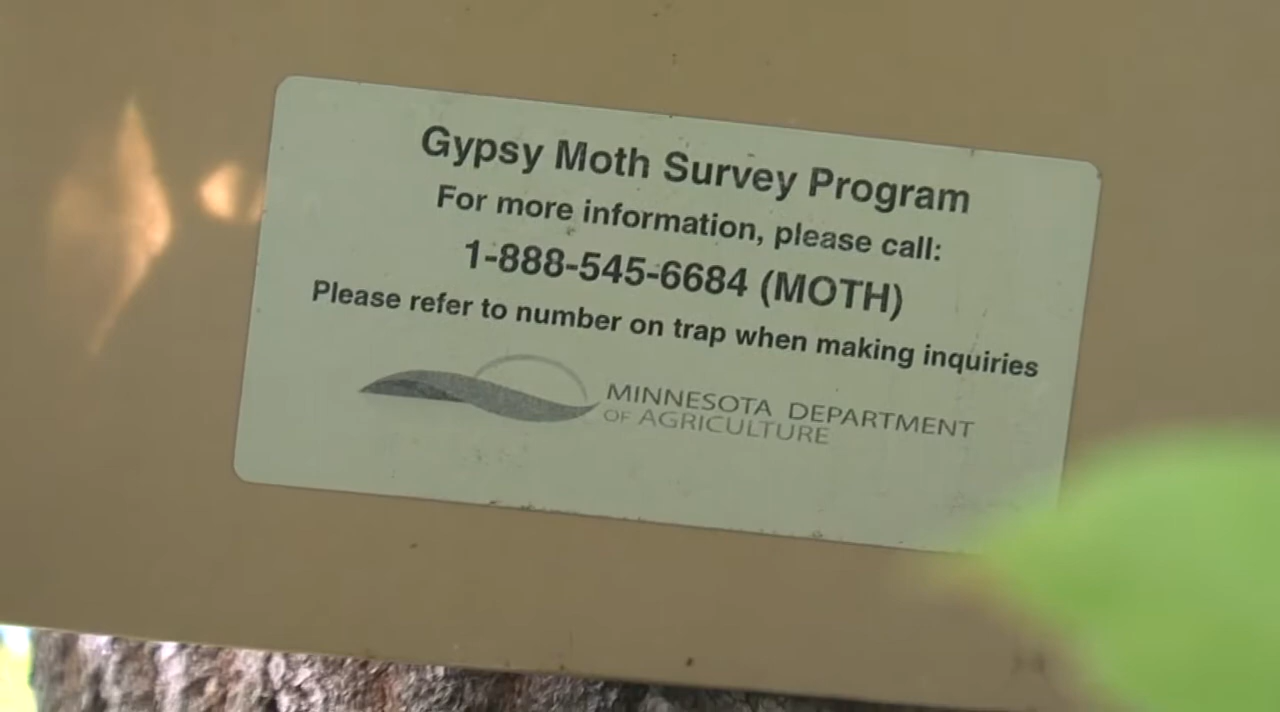 Gypsy Moth Survey Program
For more information, please call:
1-888-545-6684 (MOTH)
Please refer to number on trap when making inquiries
MINNESOTA DEPARTMENT
OF AGRICULTURE